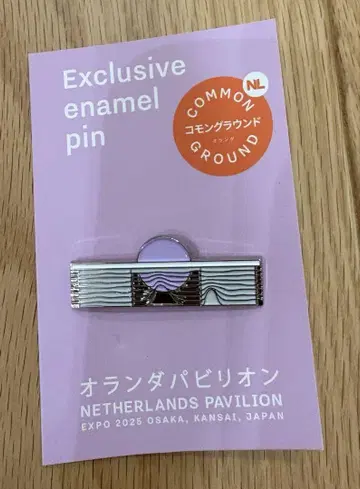 Exclusive
enamel
pin
NL
COMMON
コモングラウンド
オランダ
GROUND
オランダパビリオン
NETHERLANDS PAVILION
EXPO 2025 OSAKA, KANSAI, JAPAN